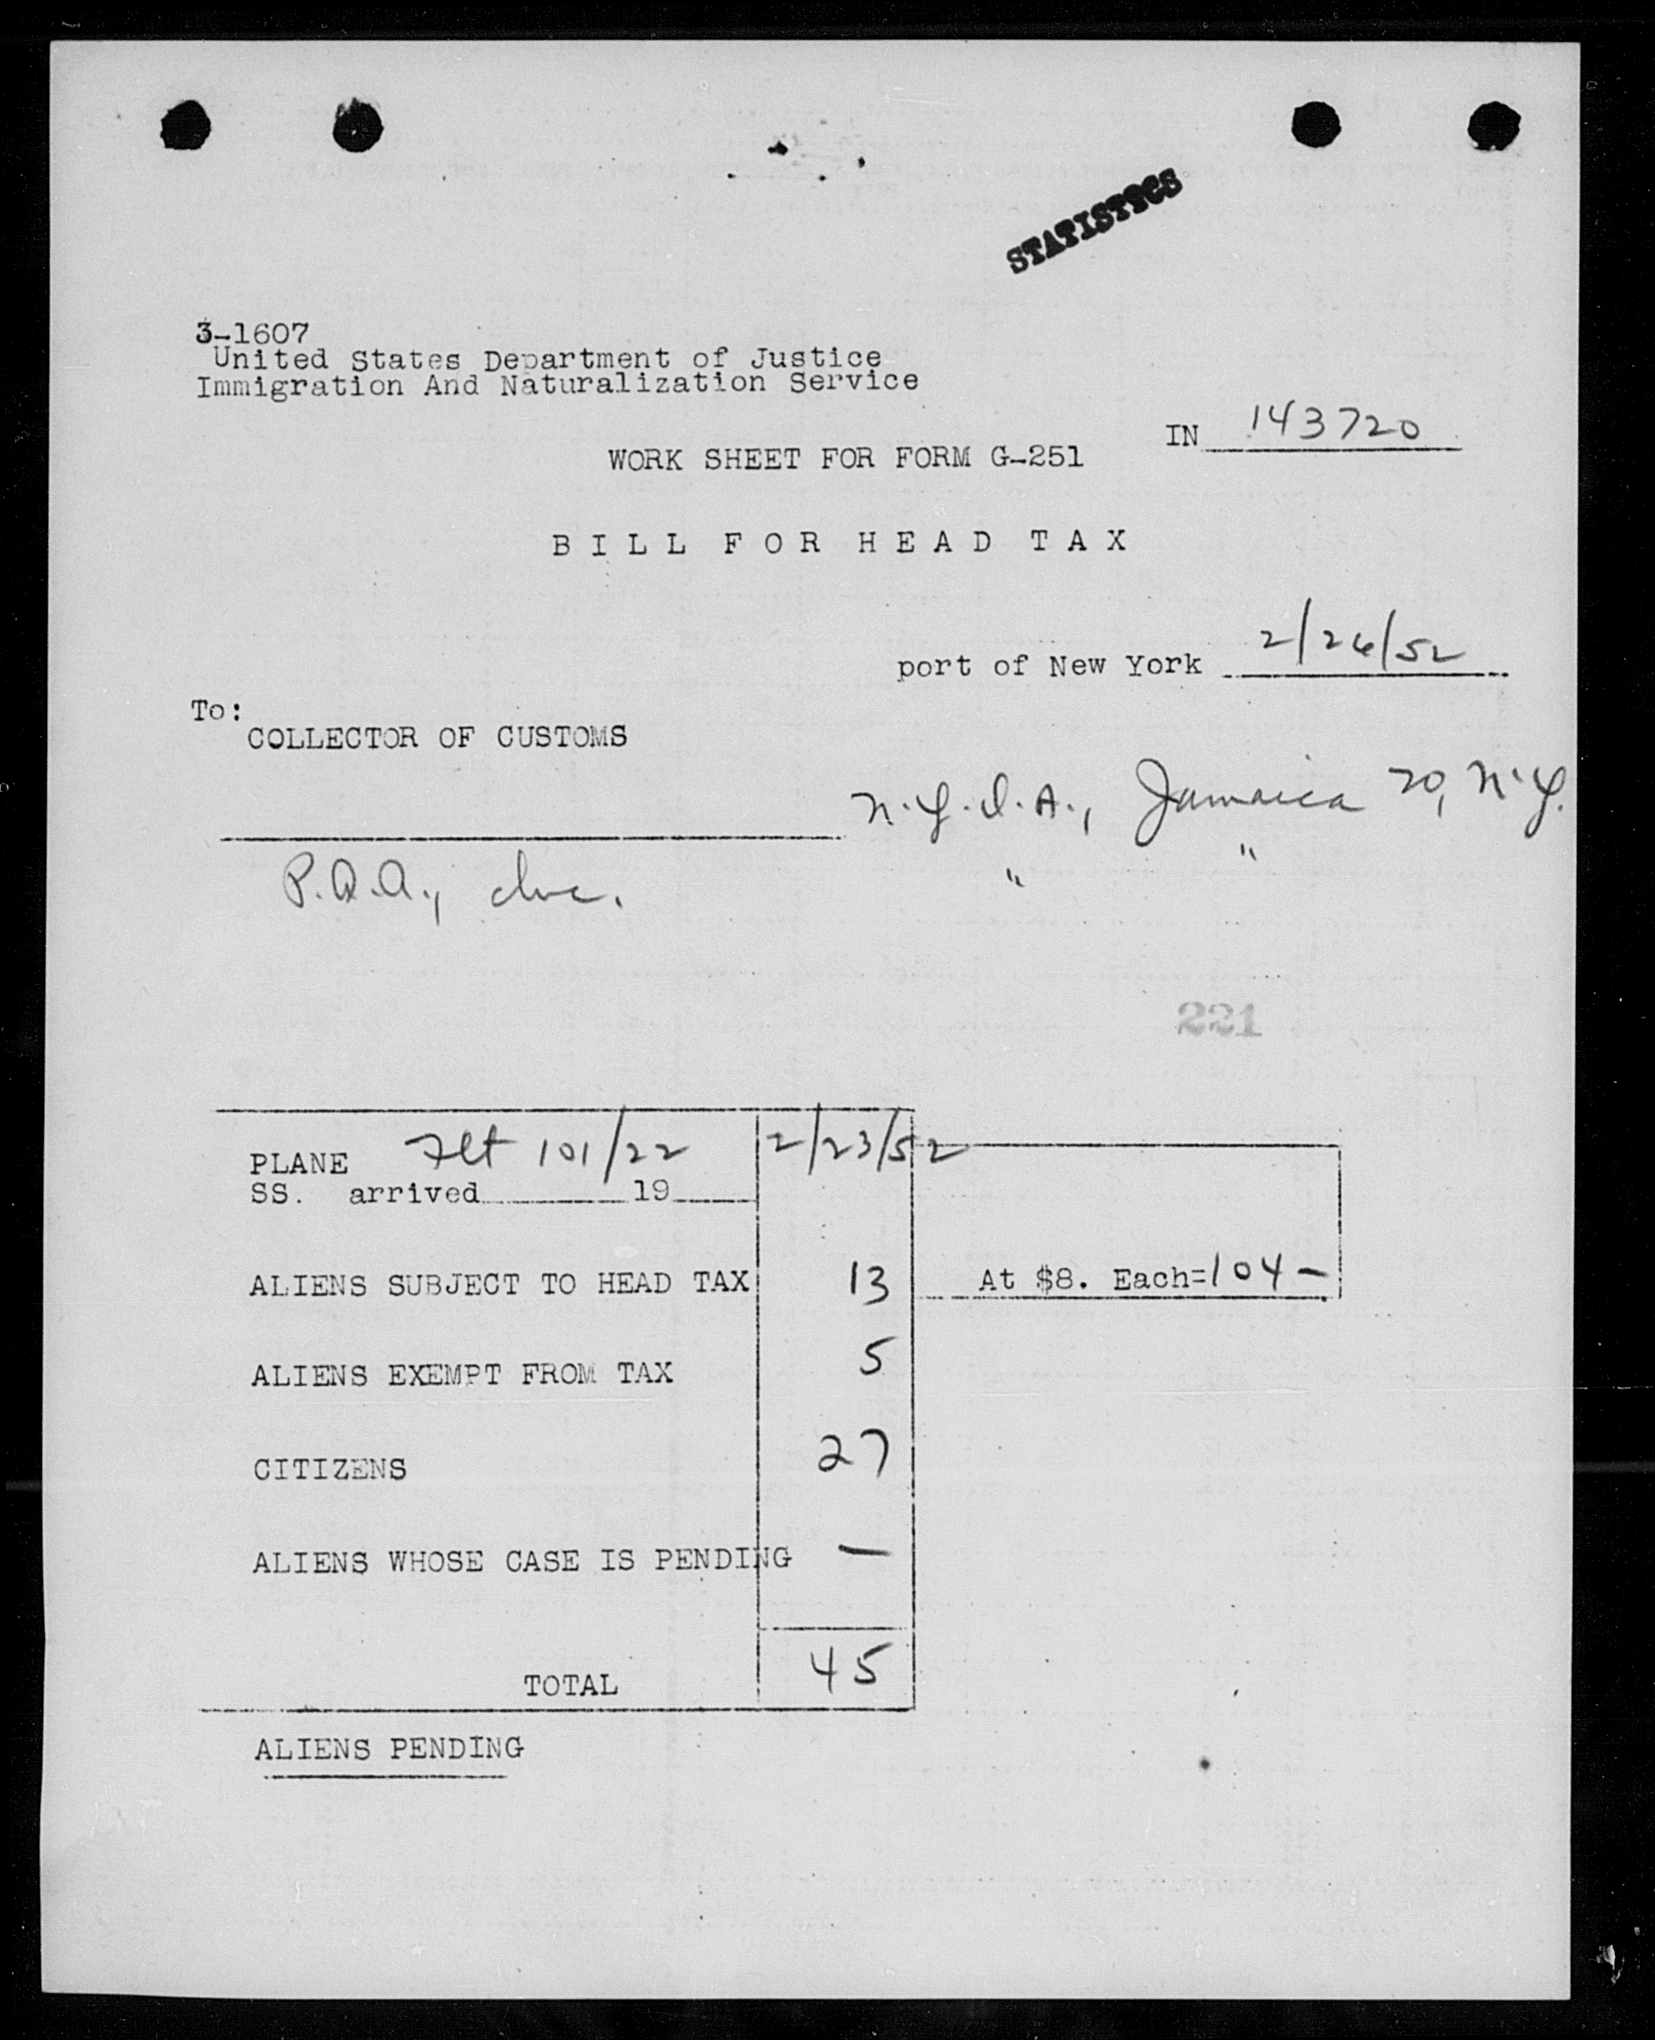 STATISTICS
3-1607
United States Department of Justice
Immigration And Naturalization Service
IN 143720
WORK SHEET FOR FORM G-251
BILL FOR HEAD TAX
port of New York 2/26/52
To:
COLLECTOR OF CUSTOMS
N.Y.I.A., Jamaica 20, N.Y.
P.A.A., Inc. " "
221
PLANE Flt 101/22 2/23/52
SS. arrived 19
ALIENS SUBJECT TO HEAD TAX 13 At $8. Each=104-
ALIENS EXEMPT FROM TAX 5
CITIZENS 27
ALIENS WHOSE CASE IS PENDING —
TOTAL 45
ALIENS PENDING